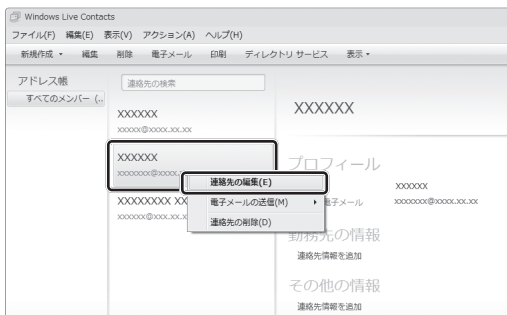 Windows Live Contacts
ファイル(F) 編集(E) 表示(V) アクション(A) ヘルプ(H)
新規作成 編集 削除 電子メール 印刷 ディレクトリ サービス 表示
アドレス帳
すべてのメンバー (..
連絡先の検索
XXXXXX
xxxxx@xxxx.xx.xx
XXXXXX
xxxxxxx@xxxx.
XXXXXXXX XX
xxxxxx@xxx.xx.x
連絡先の編集(E)
電子メールの送信(M)
連絡先の削除(D)
XXXXXX
プロフィール
XXXXXX
電子メール xxxxxxx@xxxx.xx.xx
勤務先の情報
連絡先情報を追加
その他の情報
連絡先情報を追加